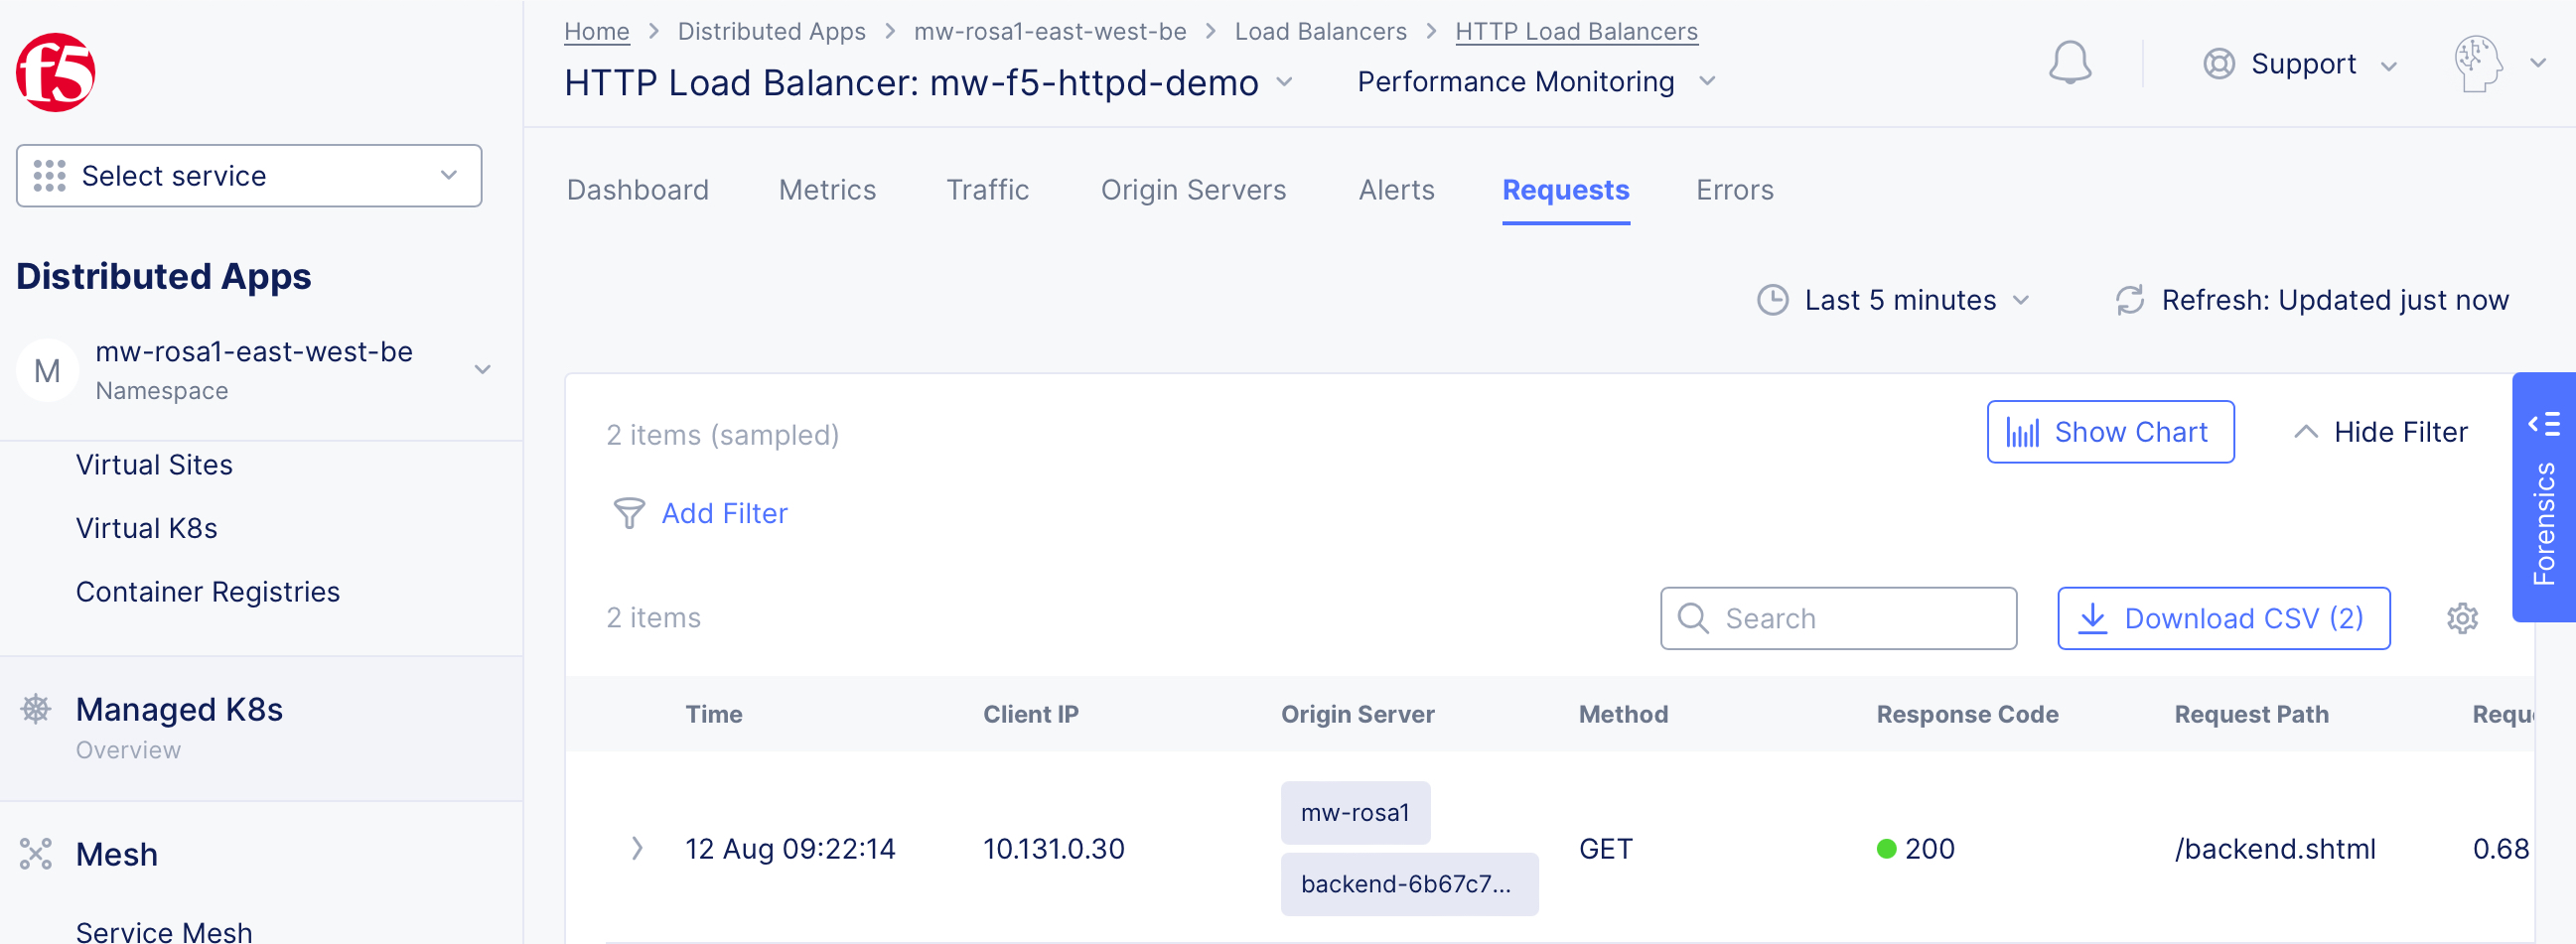 f5
Select service
Distributed Apps
M
mw-rosa1-east-west-be
Namespace
Virtual Sites
Virtual K8s
Container Registries
Managed K8s
Overview
Mesh
Service Mesh
Home > Distributed Apps > mw-rosa1-east-west-be > Load Balancers > HTTP Load Balancers
HTTP Load Balancer: mw-f5-httpd-demo Performance Monitoring
Support
Dashboard Metrics Traffic Origin Servers Alerts Requests Errors
Last 5 minutes Refresh: Updated just now
2 items (sampled) Show Chart Hide Filter
Add Filter
Forensics
2 items Search Download CSV (2)
Time Client IP Origin Server Method Response Code Request Path Requ
12 Aug 09:22:14 10.131.0.30 mw-rosa1 GET 200 /backend.shtml 0.68
backend-6b67c7...